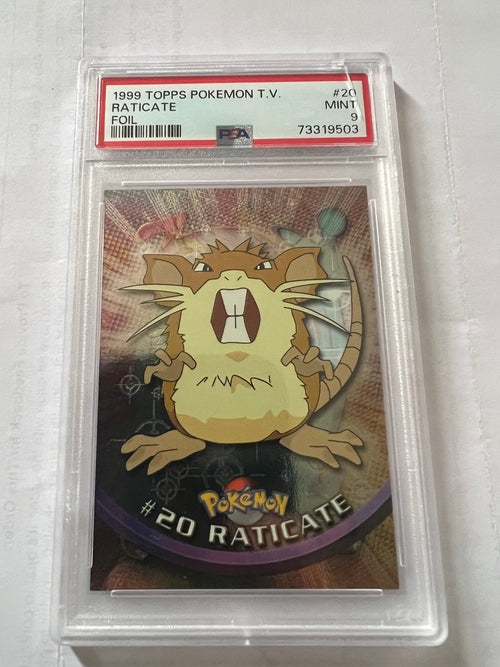 1999 TOPPS POKEMON T.V. #20
RATICATE MINT
FOIL 9
PSA 73319503
POKéMON
#20 RATICATE